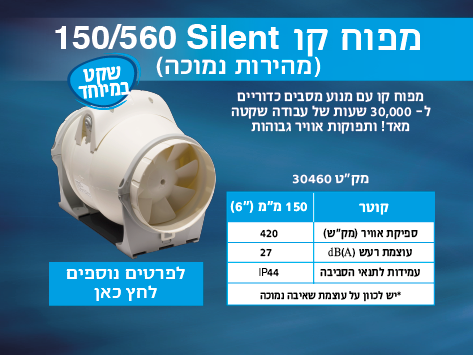 מפוח קו 150/560 Silent
(מהירות נמוכה)
שקט
במיוחד
מפוח קו עם מנוע מסבים כדוריים
ל – 30,000 שעות של עבודה שקטה
מאד! ותפוקות אוויר גבוהות
מק״ט 30460
קוטר 150 מ״מ (6״)
ספיקת אוויר (מק״ש) 420
עוצמת רעש dB(A) 27
עמידות לתנאי הסביבה IP44
*יש לכוון על עוצמת שאיבה נמוכה
לפרטים נוספים
לחץ כאן